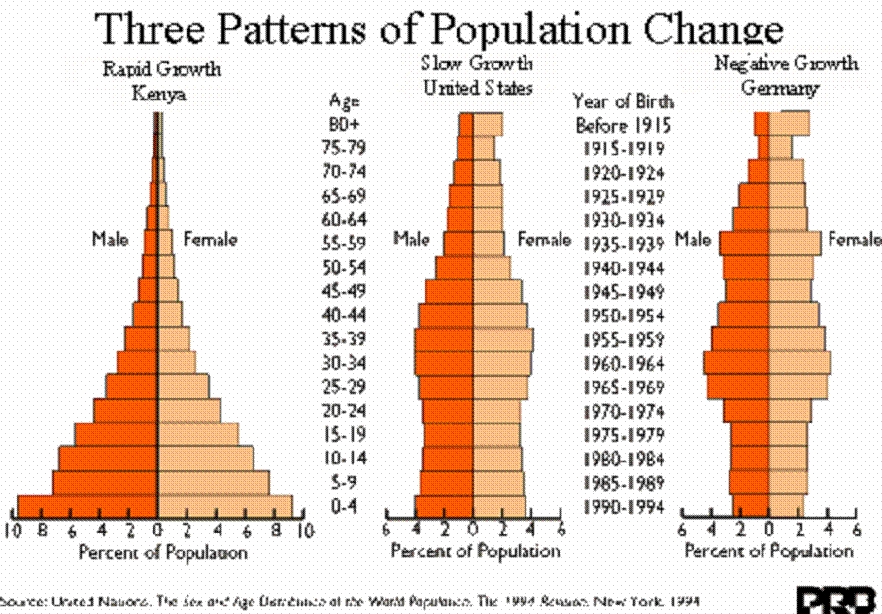 Three Patterns of Population Change
Rapid Growth
Kenya
Slow Growth
United States
Negative Growth
Germany
Age
80+
75-79
70-74
65-69
60-64
55-59
50-54
45-49
40-44
35-39
30-34
25-29
20-24
15-19
10-14
5-9
0-4
Year of Birth
Before 1915
1915-1919
1920-1924
1925-1929
1930-1934
1935-1939
1940-1944
1945-1949
1950-1954
1955-1959
1960-1964
1965-1969
1970-1974
1975-1979
1980-1984
1985-1989
1990-1994
Male Female
Male Female
Male Female
10 8 6 4 2 0 2 4 6 8 10
Percent of Population
6 4 2 0 2 4 6
Percent of Population
6 4 2 0 2 4 6
Percent of Population
Source: United Nations, The Sex and Age Distribution of the World Population, The 1994 Revision, New York, 1994
PRB